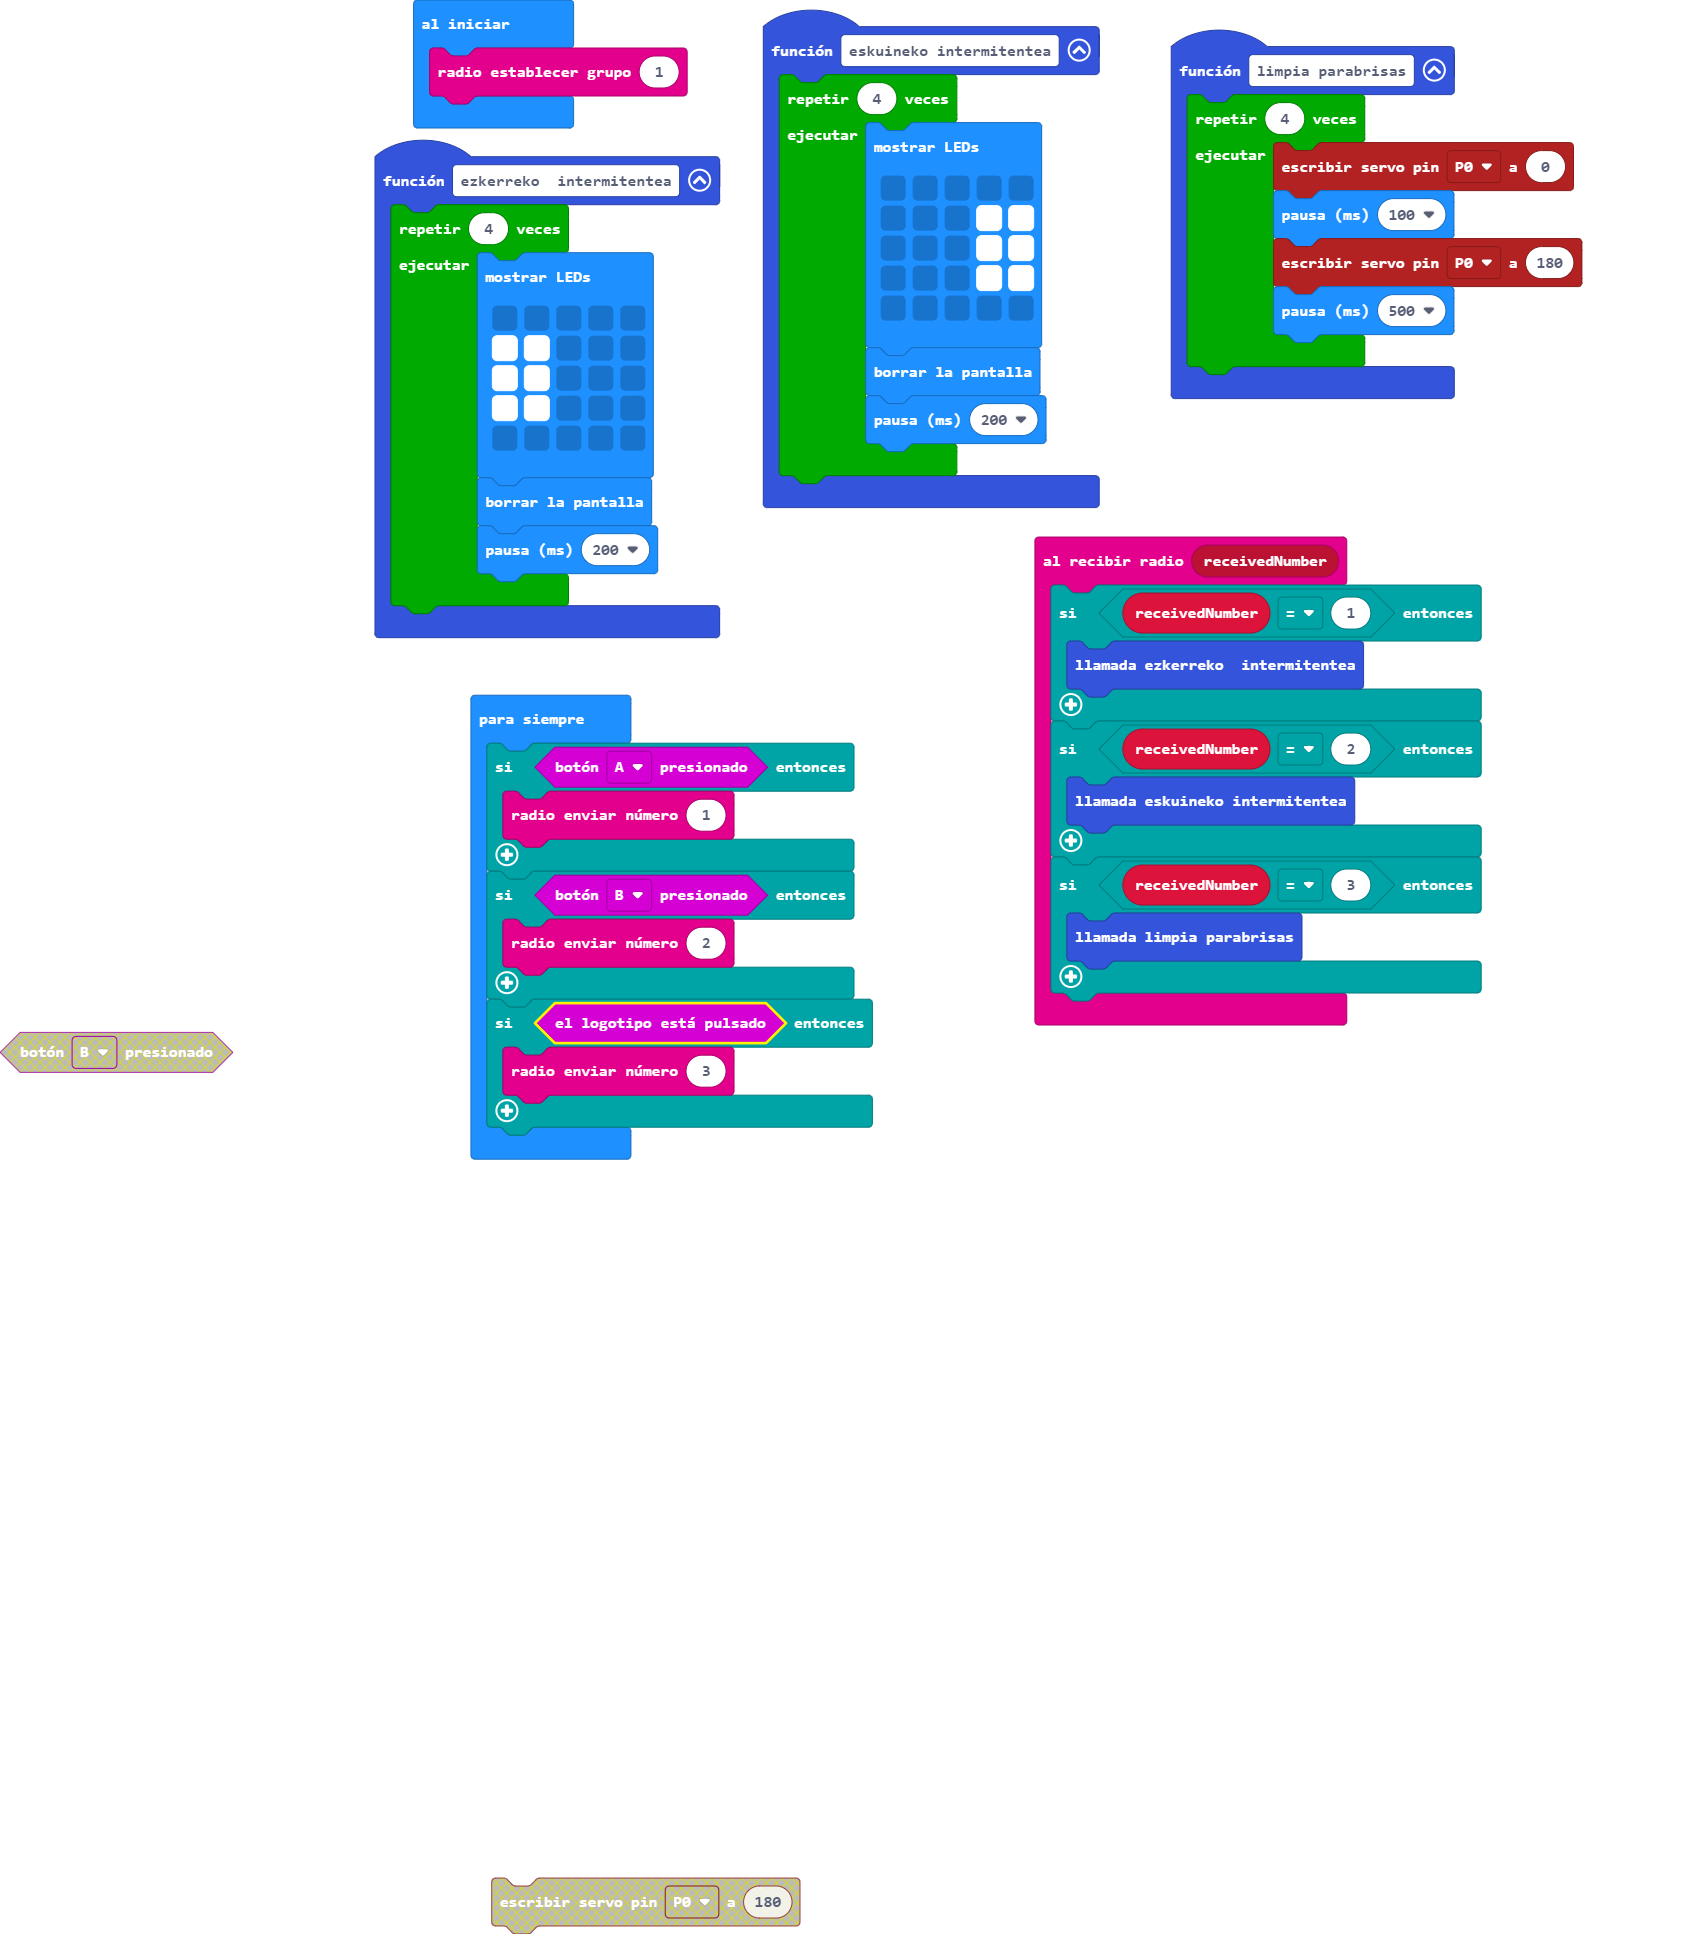 al iniciar
radio establecer grupo 1
función ezkerreko intermitentea
repetir 4 veces
ejecutar
mostrar LEDs
borrar la pantalla
pausa (ms) 200
función eskuineko intermitentea
repetir 4 veces
ejecutar
mostrar LEDs
borrar la pantalla
pausa (ms) 200
función limpia parabrisas
repetir 4 veces
ejecutar
escribir servo pin P0 a 0
pausa (ms) 100
escribir servo pin P0 a 180
pausa (ms) 500
al recibir radio receivedNumber
si receivedNumber = 1 entonces
llamada ezkerreko intermitentea
si receivedNumber = 2 entonces
llamada eskuineko intermitentea
si receivedNumber = 3 entonces
llamada limpia parabrisas
para siempre
si botón A presionado entonces
radio enviar número 1
si botón B presionado entonces
radio enviar número 2
si el logotipo está pulsado entonces
radio enviar número 3
botón B presionado
escribir servo pin P0 a 180